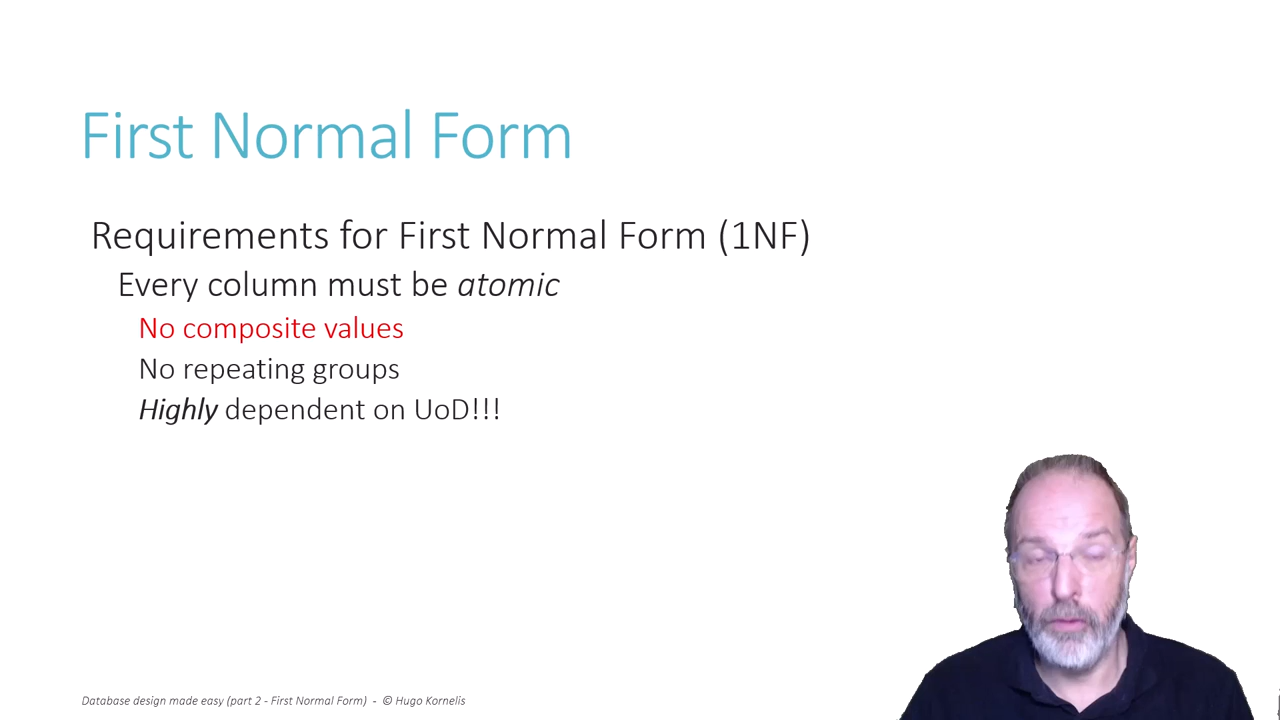 First Normal Form
Requirements for First Normal Form (1NF)
Every column must be atomic
No composite values
No repeating groups
Highly dependent on UoD!!!
Database design made easy (part 2 - First Normal Form) - © Hugo Kornelis